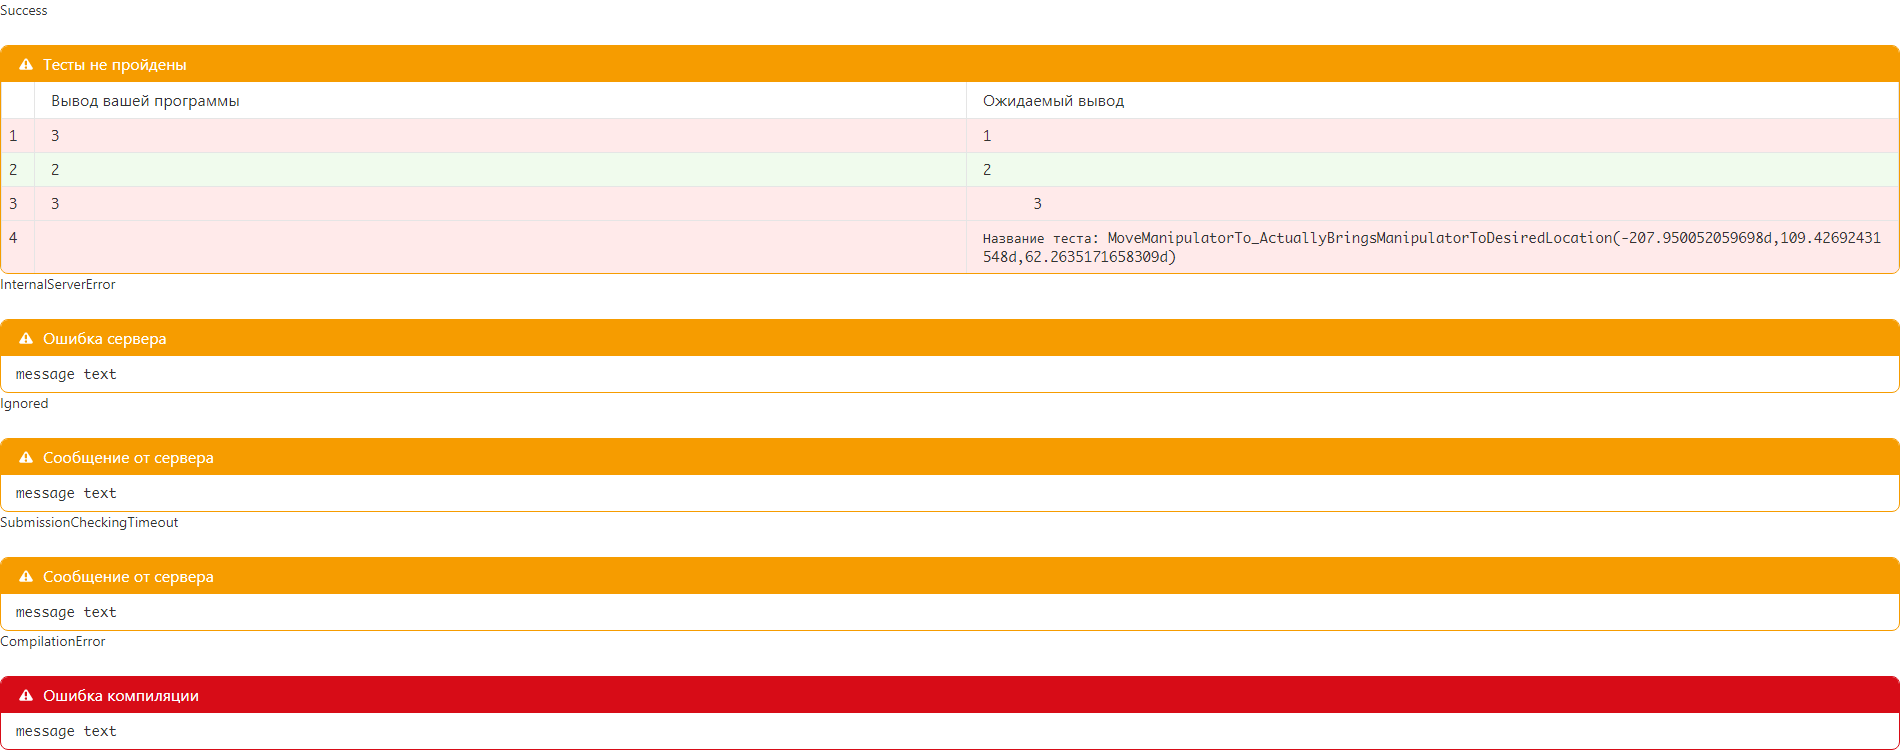 Success
Тесты не пройдены
Вывод вашей программы Ожидаемый вывод
1 3 1
2 2 2
3 3 3
4 Название теста: MoveManipulatorTo_ActuallyBringsManipulatorToDesiredLocation(-207.950052059698d,109.42692431
548d,62.2635171658309d)
InternalServerError
Ошибка сервера
message text
Ignored
Сообщение от сервера
message text
SubmissionCheckingTimeout
Сообщение от сервера
message text
CompilationError
Ошибка компиляции
message text